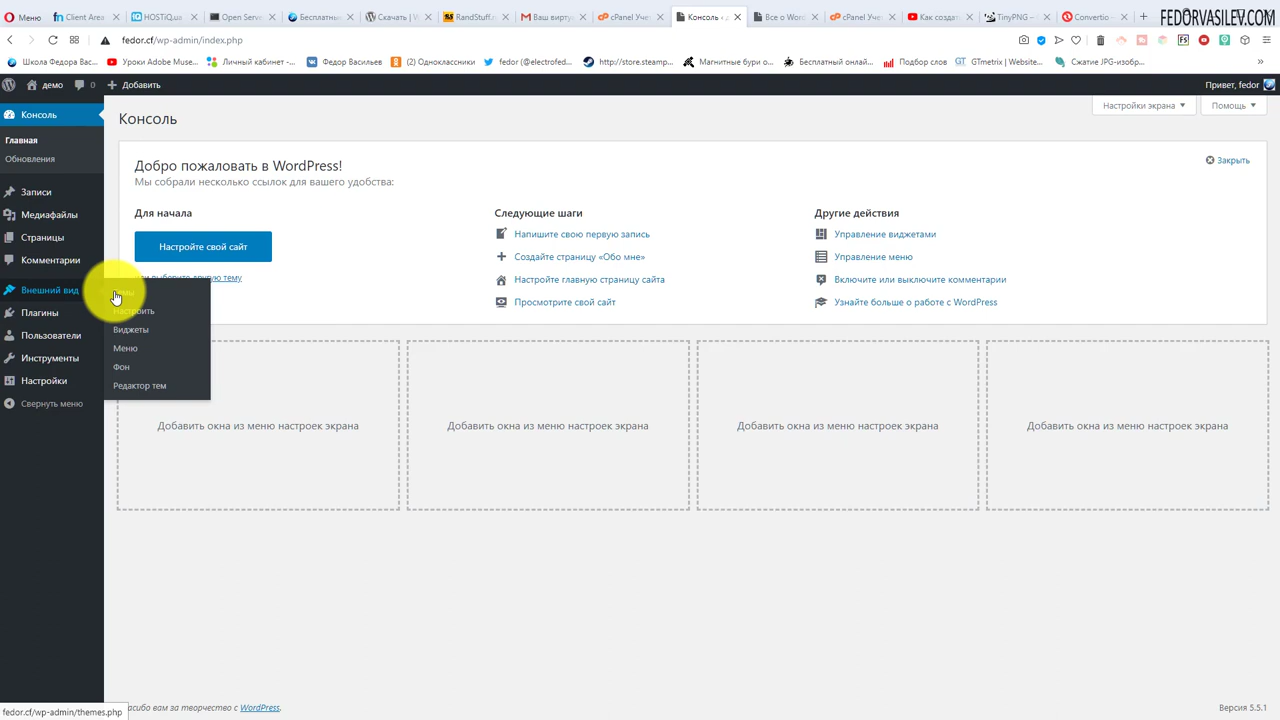 Меню
Client Area
HOSTiQ.ua
Open Serve
Бесплатны
Скачать | W
RandStuff.r
Ваш вирту
cPanel Уче
Консоль ‹ д
Все о Word
cPanel Уче
Как создат
TinyPNG –
Convertio –
FEDORVASILEV.COM
fedor.cf/wp-admin/index.php
Школа Федора Вас...
Уроки Adobe Muse...
Личный кабинет -...
Федор Васильев
(2) Одноклассники
fedor (@electrofed...
http://store.steamp...
Магнитные бури о...
Бесплатный онлай...
Подбор слов
GTmetrix | Website...
Сжатие JPG-изобр...
демо
0
Добавить
Привет, fedor
Консоль
Главная
Обновления
Записи
Медиафайлы
Страницы
Комментарии
Внешний вид
Плагины
Пользователи
Инструменты
Настройки
Свернуть меню
Настроить
Виджеты
Меню
Фон
Редактор тем
Консоль
Настройки экрана
Помощь
Добро пожаловать в WordPress!
Закрыть
Мы собрали несколько ссылок для вашего удобства:
Для начала
Настройте свой сайт
или выберите другую тему
Следующие шаги
Напишите свою первую запись
Создайте страницу «Обо мне»
Настройте главную страницу сайта
Просмотрите свой сайт
Другие действия
Управление виджетами
Управление меню
Включите или выключите комментарии
Узнайте больше о работе с WordPress
Добавить окна из меню настроек экрана
Добавить окна из меню настроек экрана
Добавить окна из меню настроек экрана
Добавить окна из меню настроек экрана
fedor.cf/wp-admin/themes.php
асибо вам за творчество с WordPress.
Версия 5.5.1